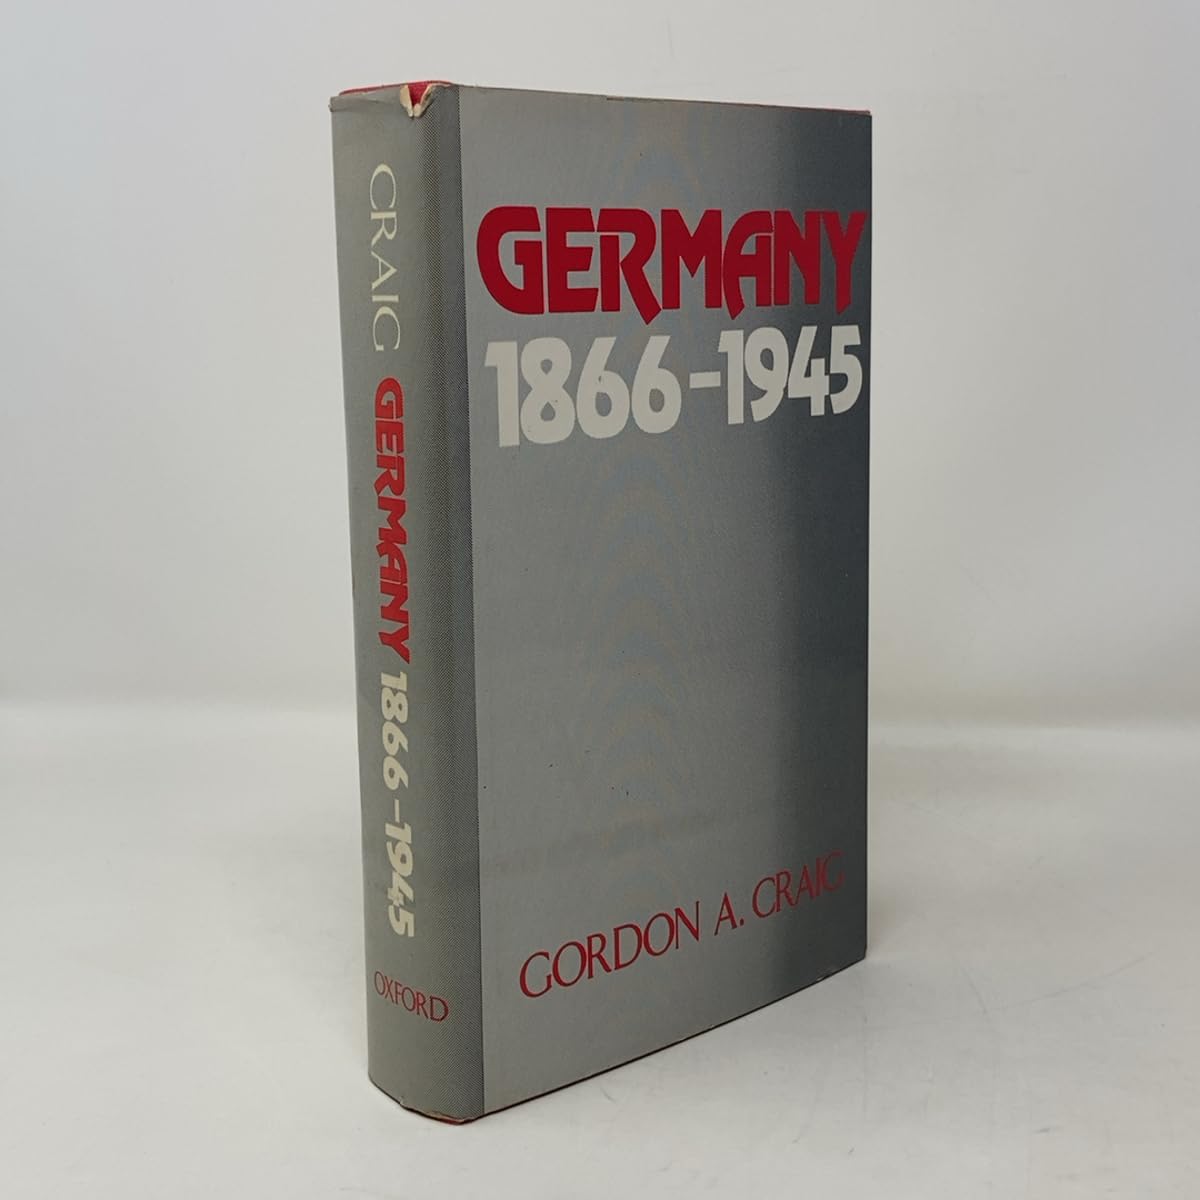 CRAIG GERMANY 1866-1945 OXFORD
GERMANY
1866-1945
GORDON A. CRAIG